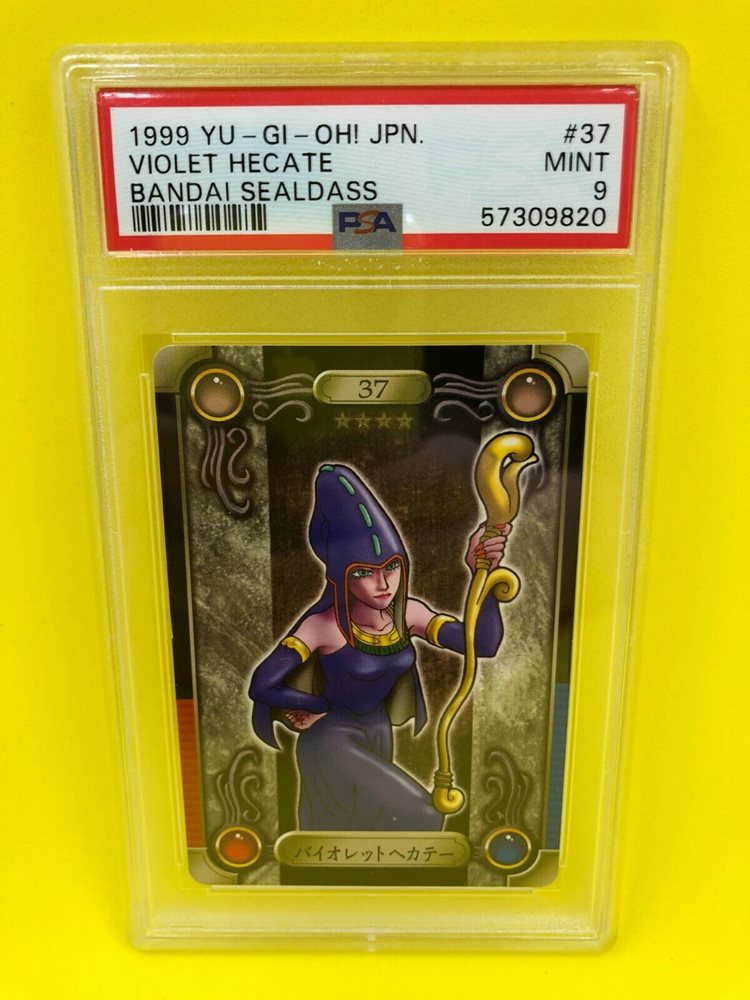 1999 YU-GI-OH! JPN. #37
VIOLET HECATE MINT
BANDAI SEALDASS 9
PSA 57309820
37
バイオレットヘカテー